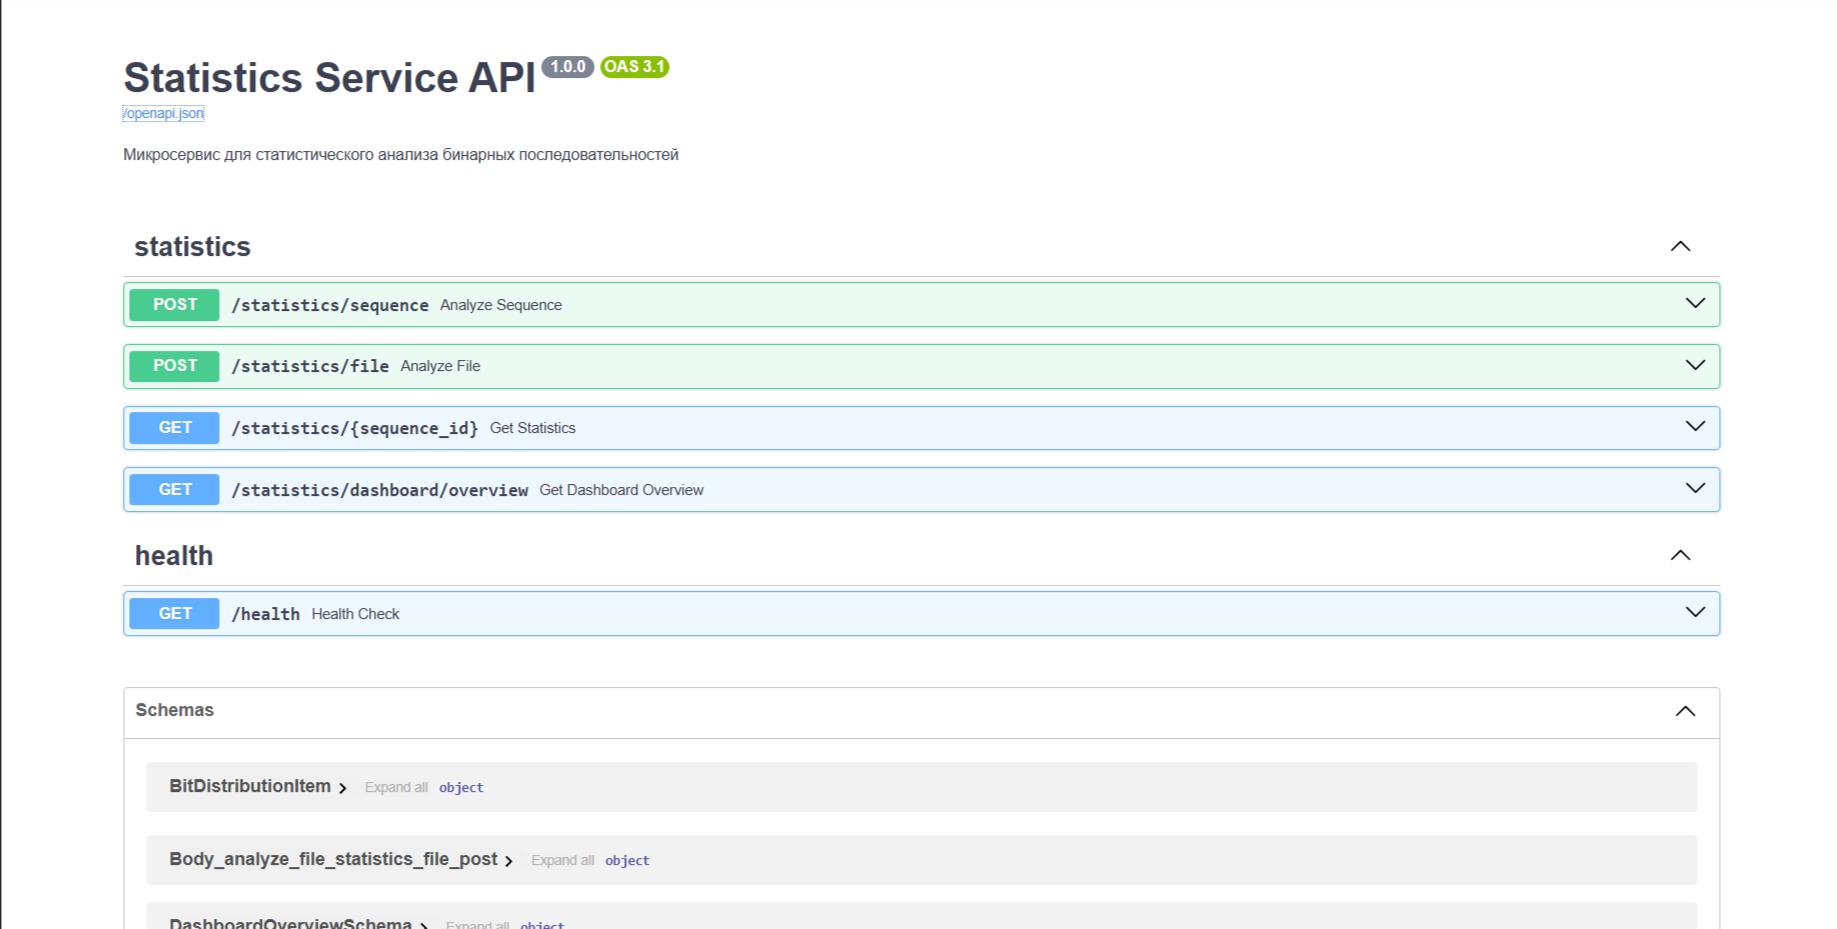 Statistics Service API 1.0.0 OAS 3.1
/openapi.json
Микросервис для статистического анализа бинарных последовательностей
statistics
POST /statistics/sequence Analyze Sequence
POST /statistics/file Analyze File
GET /statistics/{sequence_id} Get Statistics
GET /statistics/dashboard/overview Get Dashboard Overview
health
GET /health Health Check
Schemas
BitDistributionItem Expand all object
Body_analyze_file_statistics_file_post Expand all object
DashboardOverviewSchema Expand all object